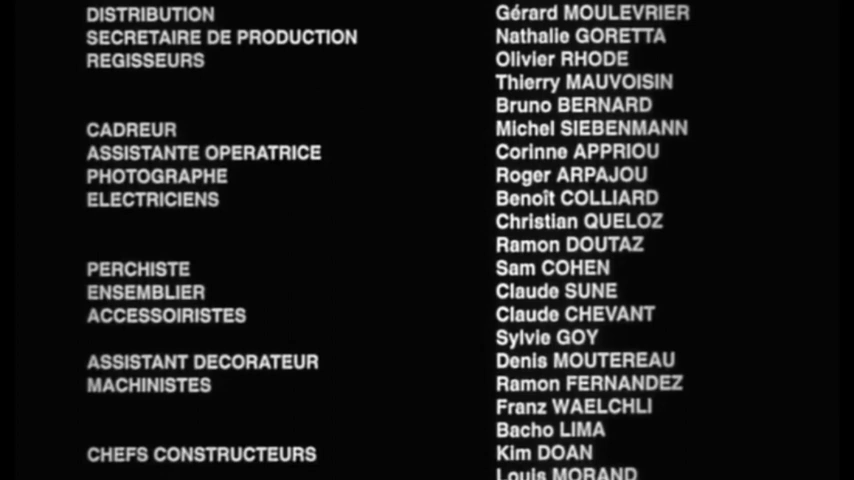 DISTRIBUTION Gérard MOULEVRIER
SECRETAIRE DE PRODUCTION Nathalie GORETTA
REGISSEURS Olivier RHODE
Thierry MAUVOISIN
Bruno BERNARD
CADREUR Michel SIEBENMANN
ASSISTANTE OPERATRICE Corinne APPRIOU
PHOTOGRAPHE Roger ARPAJOU
ELECTRICIENS Benoît COLLIARD
Christian QUELOZ
Ramon DOUTAZ
PERCHISTE Sam COHEN
ENSEMBLIER Claude SUNE
ACCESSOIRISTES Claude CHEVANT
Sylvie GOY
ASSISTANT DECORATEUR Denis MOUTEREAU
MACHINISTES Ramon FERNANDEZ
Franz WAELCHLI
Bacho LIMA
CHEFS CONSTRUCTEURS Kim DOAN
Louis MORAND